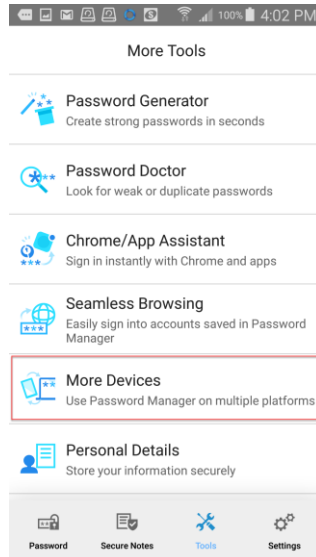 100% 4:02 PM
More Tools
Password Generator
Create strong passwords in seconds
Password Doctor
Look for weak or duplicate passwords
Chrome/App Assistant
Sign in instantly with Chrome and apps
Seamless Browsing
Easily sign into accounts saved in Password
Manager
More Devices
Use Password Manager on multiple platforms
Personal Details
Store your information securely
Password Secure Notes Tools Settings